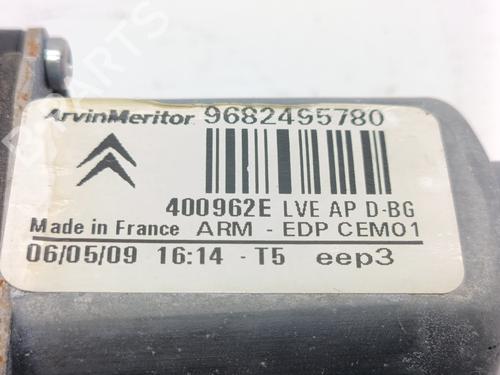 ArvinMeritor 9682495780
400962E LVE AP D-BG
Made in France ARM - EDP CEM01
06/05/09 16:14 - T5 eep3